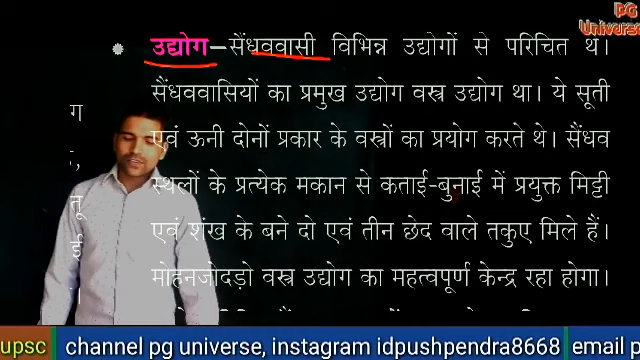 PG
Universe
✹ उद्योग–सैंधववासी विभिन्न उद्योगों से परिचित थे।
सैंधववासियों का प्रमुख उद्योग वस्त्र उद्योग था। ये सूती
ग
एवं ऊनी दोनों प्रकार के वस्त्रों का प्रयोग करते थे। सैंधव
स्थलों के प्रत्येक मकान से कताई-बुनाई में प्रयुक्त मिट्टी
तू
एवं शंख के बने दो एवं तीन छेद वाले तकुए मिले हैं।
ई
मोहनजोदड़ो वस्त्र उद्योग का महत्वपूर्ण केन्द्र रहा होगा।
upsc channel pg universe, instagram idpushpendra8668 email p